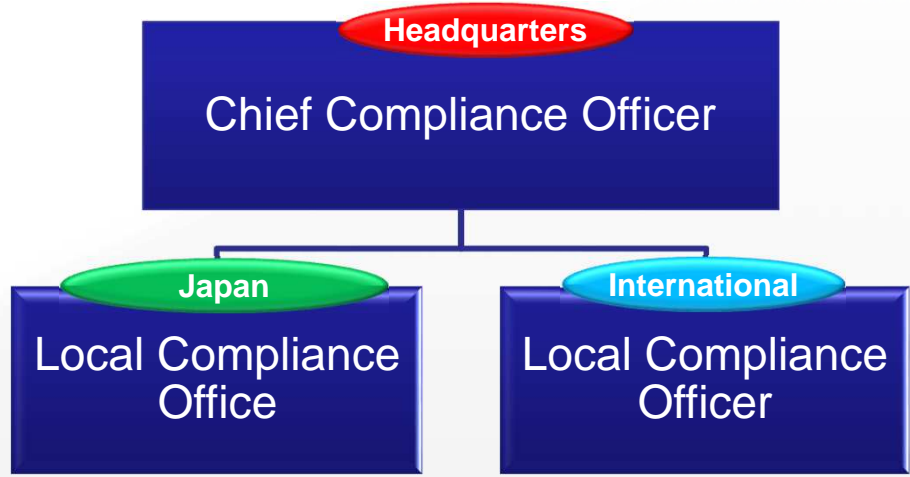 Headquarters
Chief Compliance Officer
Japan
Local Compliance
Office
International
Local Compliance
Officer